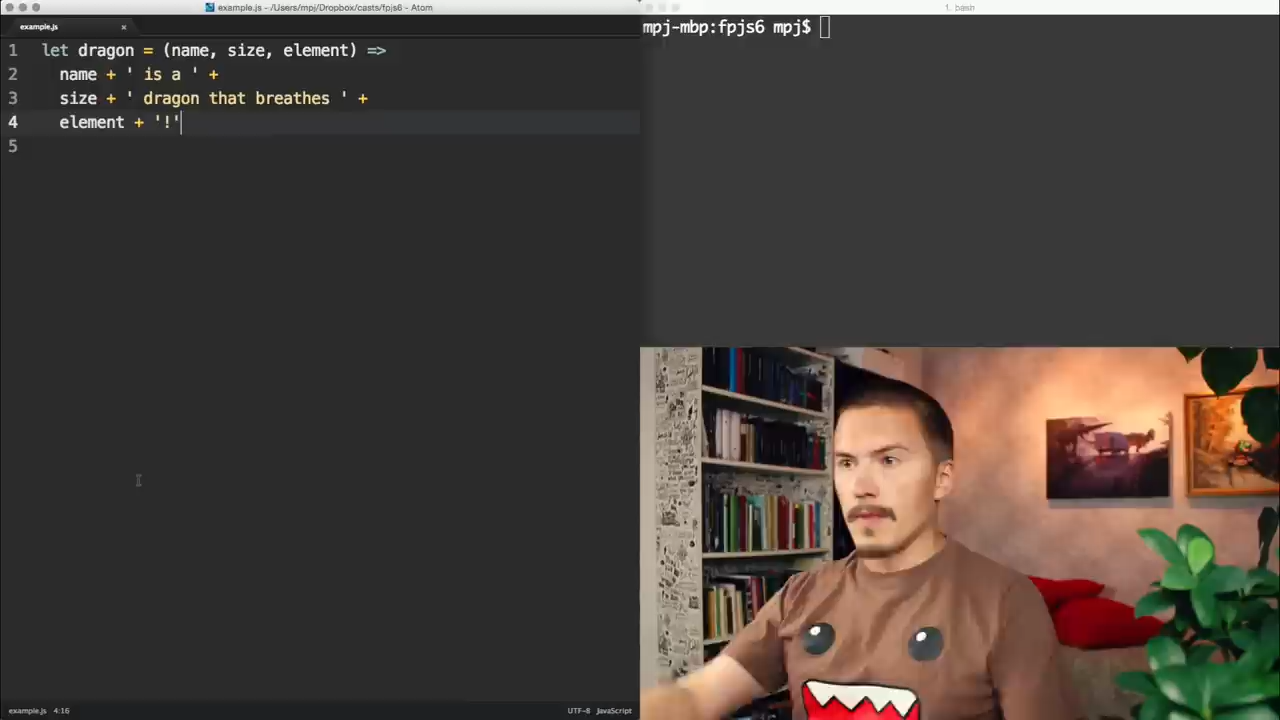 example.js - /Users/mpj/Dropbox/casts/fpjs6 - Atom
1. bash
example.js
mpj-mbp:fpjs6 mpj$
1 let dragon = (name, size, element) =>
2 name + ' is a ' +
3 size + ' dragon that breathes ' +
4 element + '!'
5
example.js 4:16
UTF-8 JavaScript